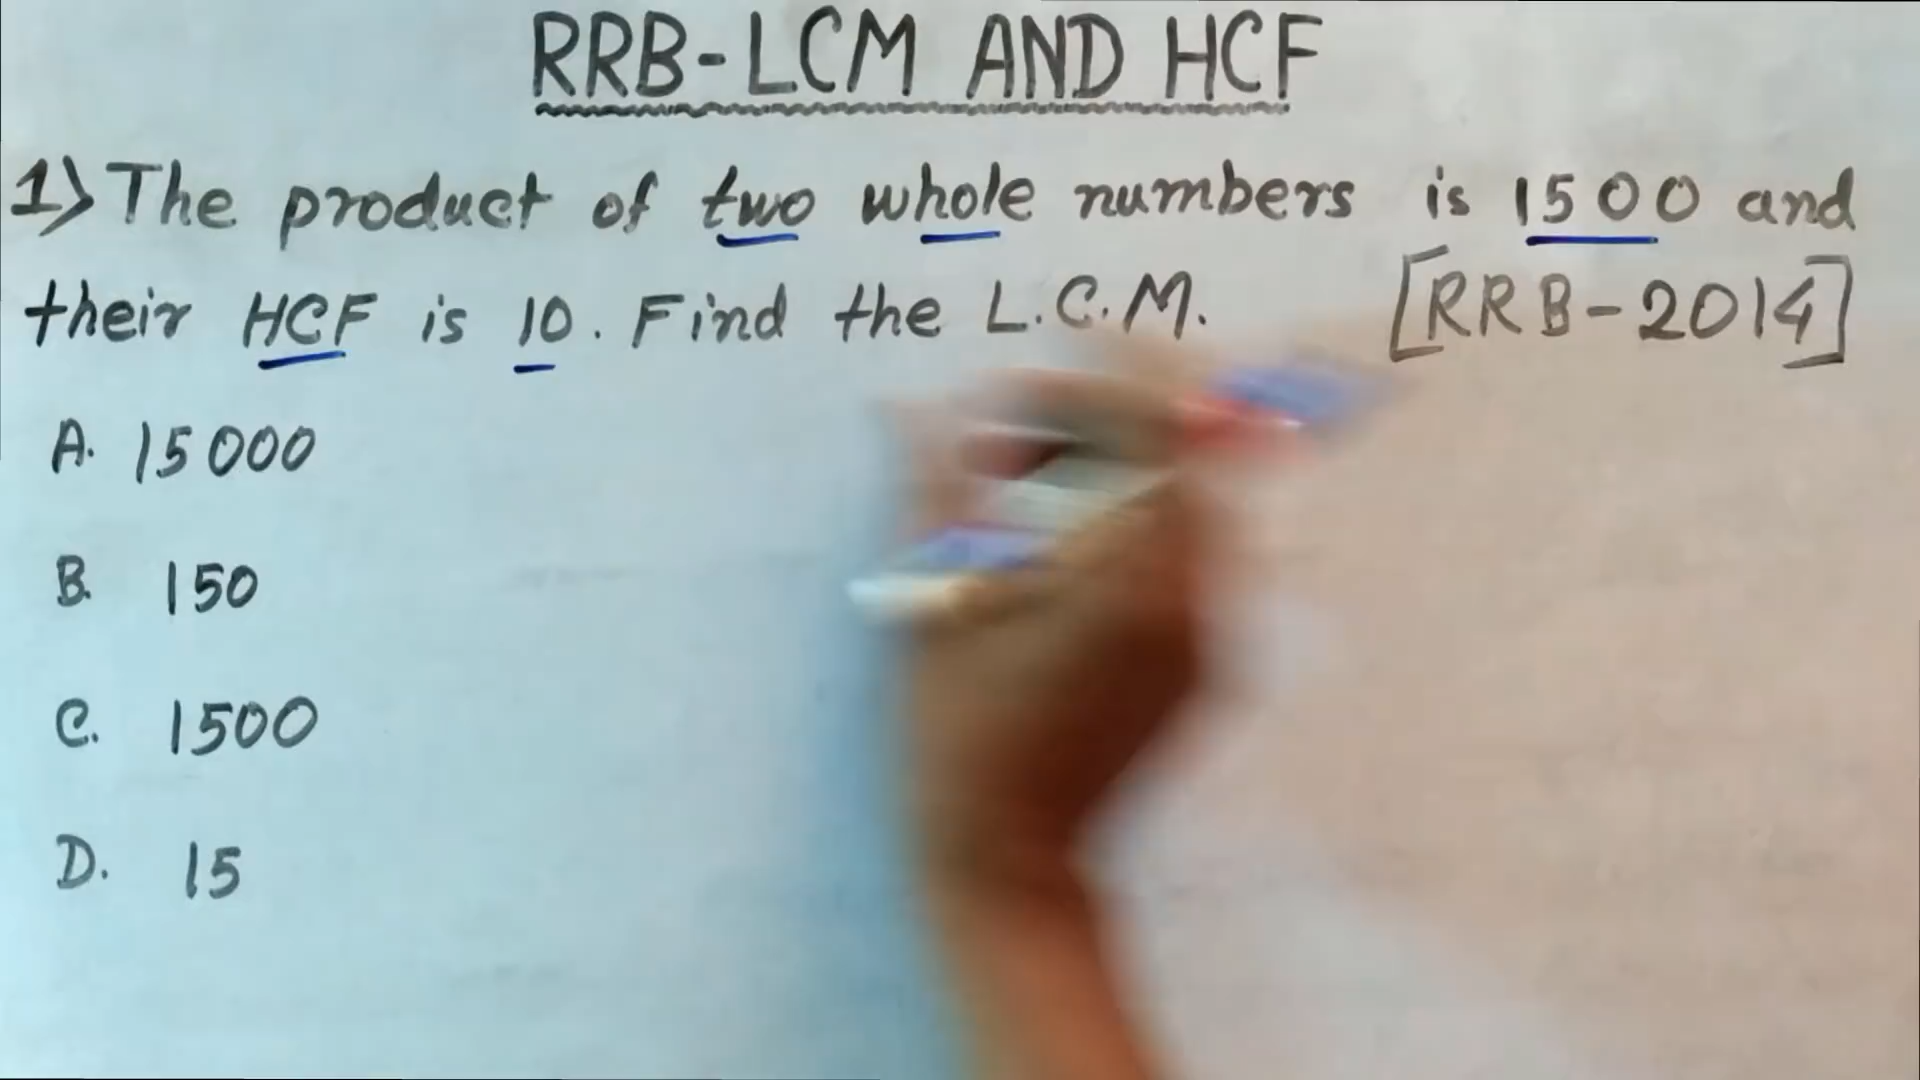 RRB-LCM AND HCF
1) The product of two whole numbers is 1500 and
their HCF is 10. Find the L.C.M. [RRB-2014]
A. 15000
B. 150
C. 1500
D. 15